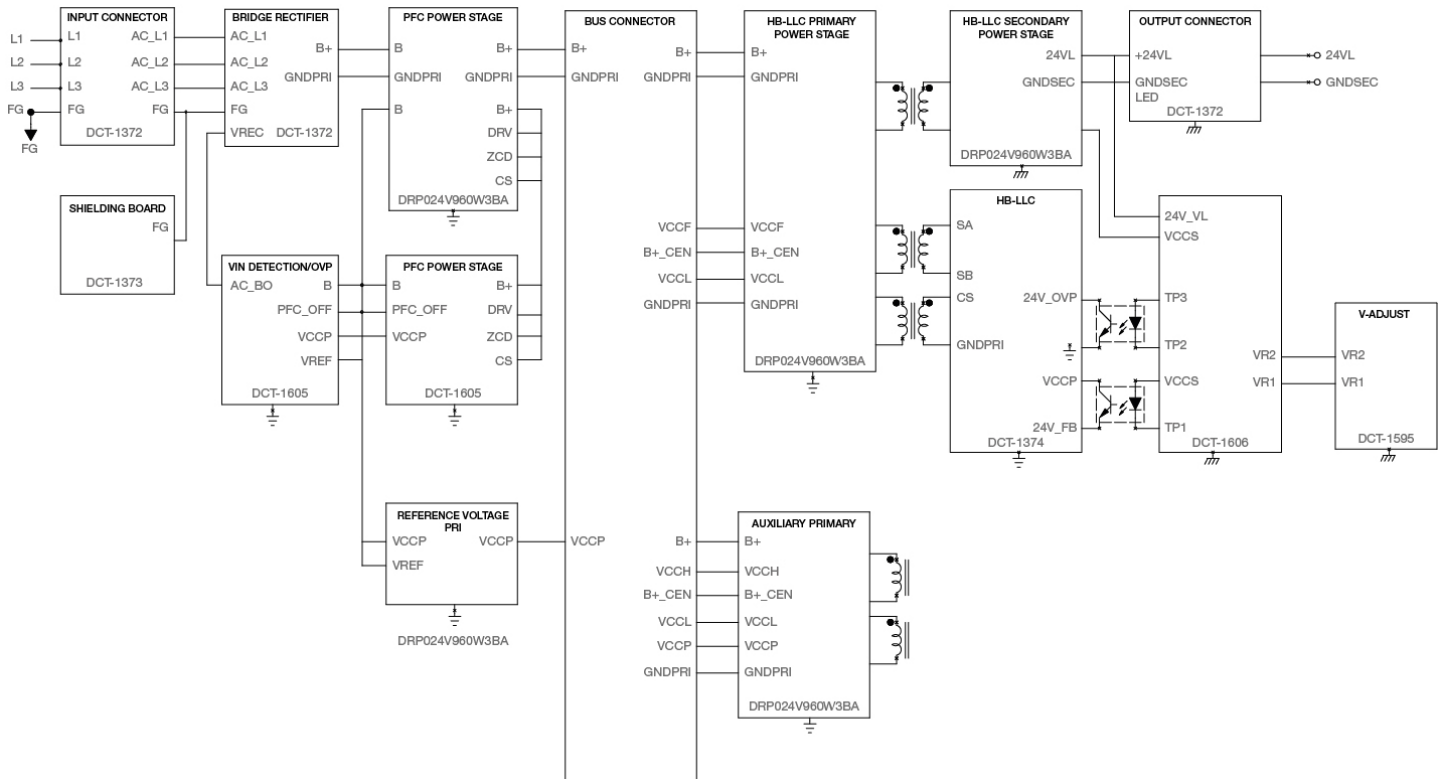 INPUT CONNECTOR
L1
L2
L3
FG
FG
L1
L2
L3
FG
AC_L1
AC_L2
AC_L3
FG
DCT-1372
BRIDGE RECTIFIER
AC_L1
AC_L2
AC_L3
FG
VREC
B+
GNDPRI
DCT-1372
PFC POWER STAGE
B
GNDPRI
B
B+
GNDPRI
B+
DRV
ZCD
CS
DRP024V960W3BA
SHIELDING BOARD
FG
DCT-1373
VIN DETECTION/OVP
AC_BO
B
PFC_OFF
VCCP
VREF
DCT-1605
PFC POWER STAGE
B
PFC_OFF
VCCP
B+
DRV
ZCD
CS
DCT-1605
REFERENCE VOLTAGE
PRI
VCCP
VREF
VCCP
DRP024V960W3BA
BUS CONNECTOR
B+
GNDPRI
VCCP
B+
GNDPRI
VCCF
B+_CEN
VCCL
GNDPRI
B+
VCCH
B+_CEN
VCCL
VCCP
GNDPRI
HB-LLC PRIMARY
POWER STAGE
B+
GNDPRI
VCCF
B+_CEN
VCCL
GNDPRI
DRP024V960W3BA
AUXILIARY PRIMARY
B+
VCCH
B+_CEN
VCCL
VCCP
GNDPRI
DRP024V960W3BA
HB-LLC SECONDARY
POWER STAGE
24VL
GNDSEC
DRP024V960W3BA
HB-LLC
SA
SB
CS
GNDPRI
24V_OVP
VCCP
24V_FB
DCT-1374
OUTPUT CONNECTOR
+24VL
GNDSEC
LED
DCT-1372
24VL
GNDSEC
24V_VL
VCCS
TP3
TP2
VCCS
TP1
VR2
VR1
DCT-1606
V-ADJUST
VR2
VR1
DCT-1595